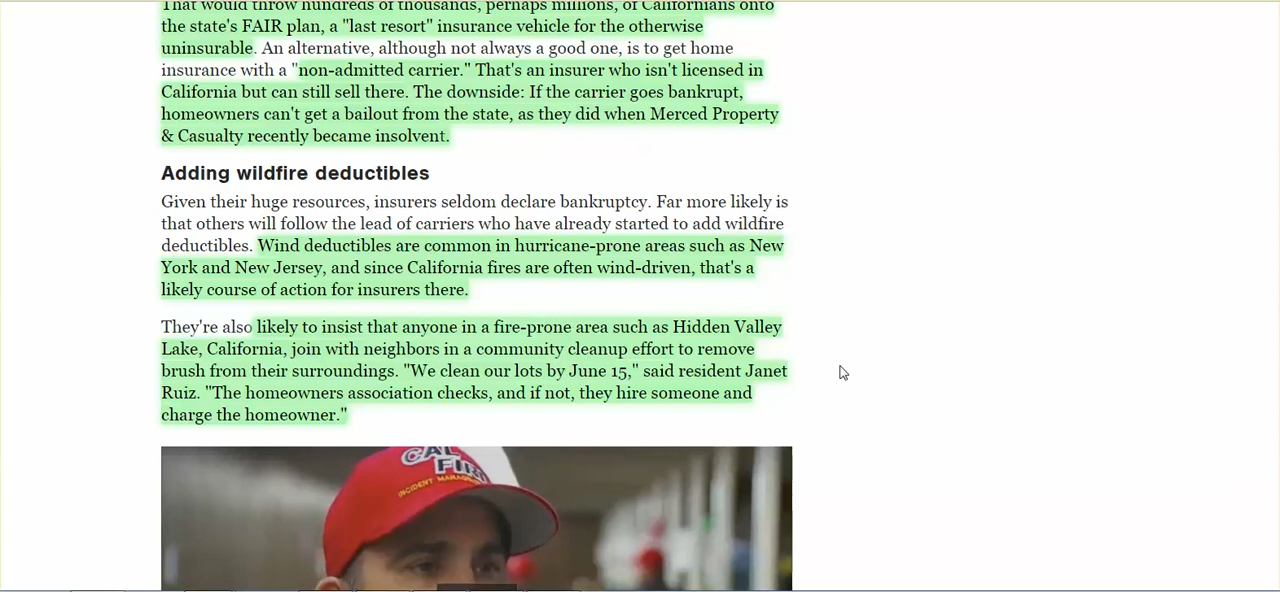 That would throw hundreds of thousands, perhaps millions, of Californians onto
the state's FAIR plan, a "last resort" insurance vehicle for the otherwise
uninsurable. An alternative, although not always a good one, is to get home
insurance with a "non-admitted carrier." That's an insurer who isn't licensed in
California but can still sell there. The downside: If the carrier goes bankrupt,
homeowners can't get a bailout from the state, as they did when Merced Property
& Casualty recently became insolvent.
Adding wildfire deductibles
Given their huge resources, insurers seldom declare bankruptcy. Far more likely is
that others will follow the lead of carriers who have already started to add wildfire
deductibles. Wind deductibles are common in hurricane-prone areas such as New
York and New Jersey, and since California fires are often wind-driven, that's a
likely course of action for insurers there.
They're also likely to insist that anyone in a fire-prone area such as Hidden Valley
Lake, California, join with neighbors in a community cleanup effort to remove
brush from their surroundings. "We clean our lots by June 15," said resident Janet
Ruiz. "The homeowners association checks, and if not, they hire someone and
charge the homeowner."
CAL
FIRE
INCIDENT